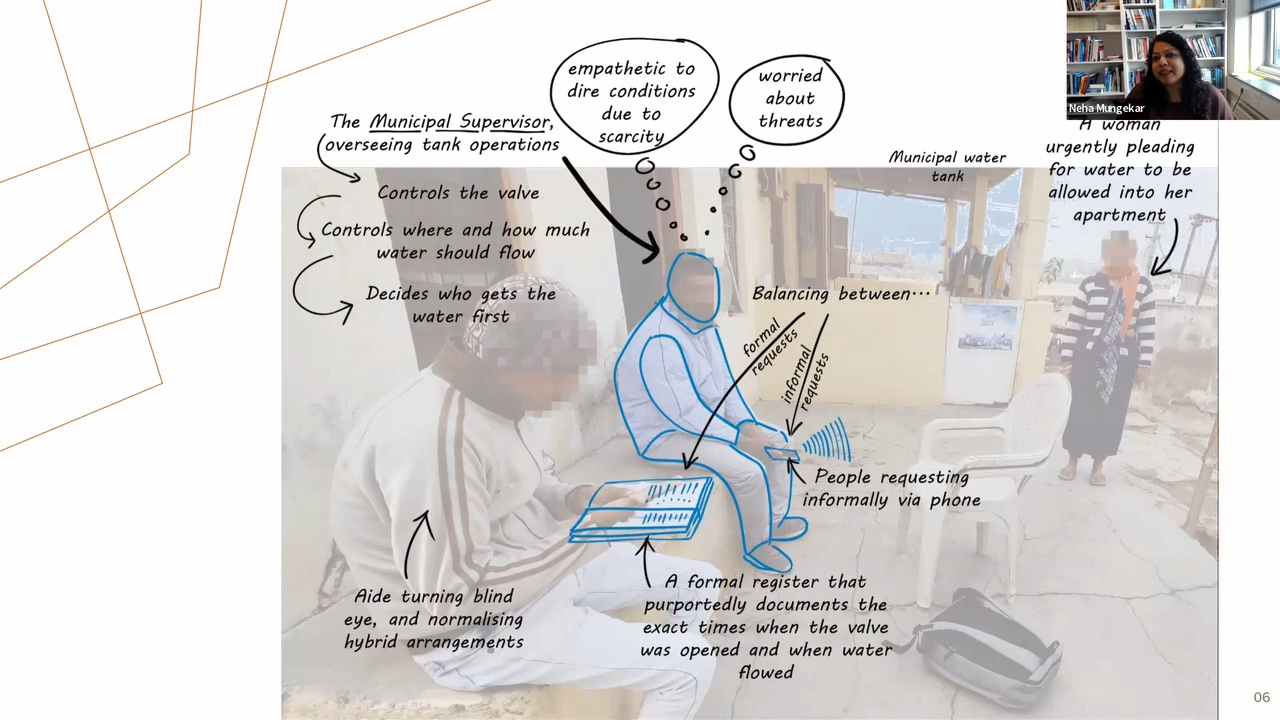 empathetic to
dire conditions
due to
scarcity
worried
about
threats
Neha Mungekar
The Municipal Supervisor,
overseeing tank operations
Controls the valve
Controls where and how much
water should flow
Decides who gets the
water first
Municipal water
tank
A woman
urgently pleading
for water to be
allowed into her
apartment
Balancing between...
formal
requests
informal
requests
People requesting
informally via phone
Aide turning blind
eye, and normalising
hybrid arrangements
A formal register that
purportedly documents the
exact times when the valve
was opened and when water
flowed
06